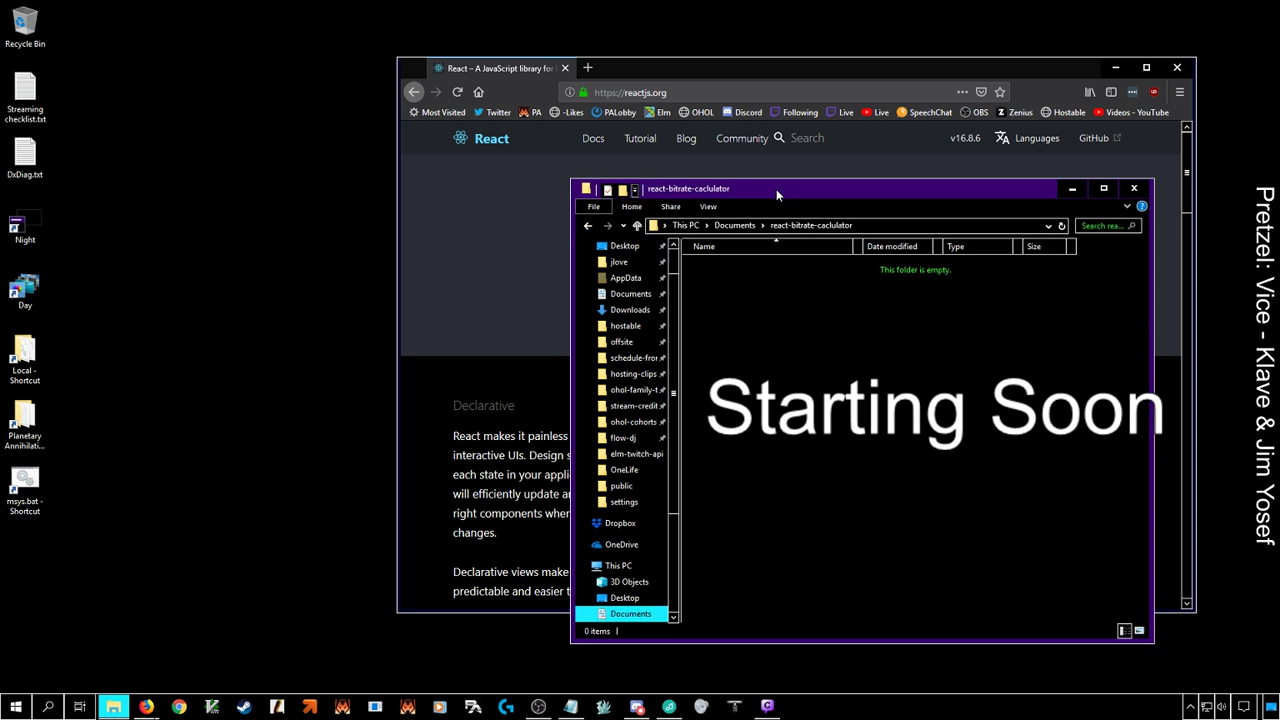 Recycle Bin
Streaming
checklist.txt
DxDiag.txt
Night
Day
Local -
Shortcut
Planetary
Annihilat...
msys.bat -
Shortcut
React – A JavaScript library for
https://reactjs.org
Most Visited
Twitter
PA
-Likes
PALobby
Elm
OHOL
Discord
Following
Live
Live
SpeechChat
OBS
Zenius
Hostable
Videos - YouTube
React
Docs
Tutorial
Blog
Community
Search
v16.8.6
Languages
GitHub
Declarative
React makes it painless
interactive UIs. Design s
each state in your applic
will efficiently update an
right components when
changes.
Declarative views make
predictable and easier t
react-bitrate-caclulator
File
Home
Share
View
This PC
Documents
react-bitrate-caclulator
Search rea...
Name
Date modified
Type
Size
This folder is empty.
Desktop
jlove
AppData
Documents
Downloads
hostable
offsite
schedule-fror
hosting-clips
ohol-family-t
stream-credit
ohol-cohorts
flow-dj
elm-twitch-api
OneLife
public
settings
Dropbox
OneDrive
This PC
3D Objects
Desktop
Documents
0 items
Starting Soon
Pretzel: Vice - Klave & Jim Yosef